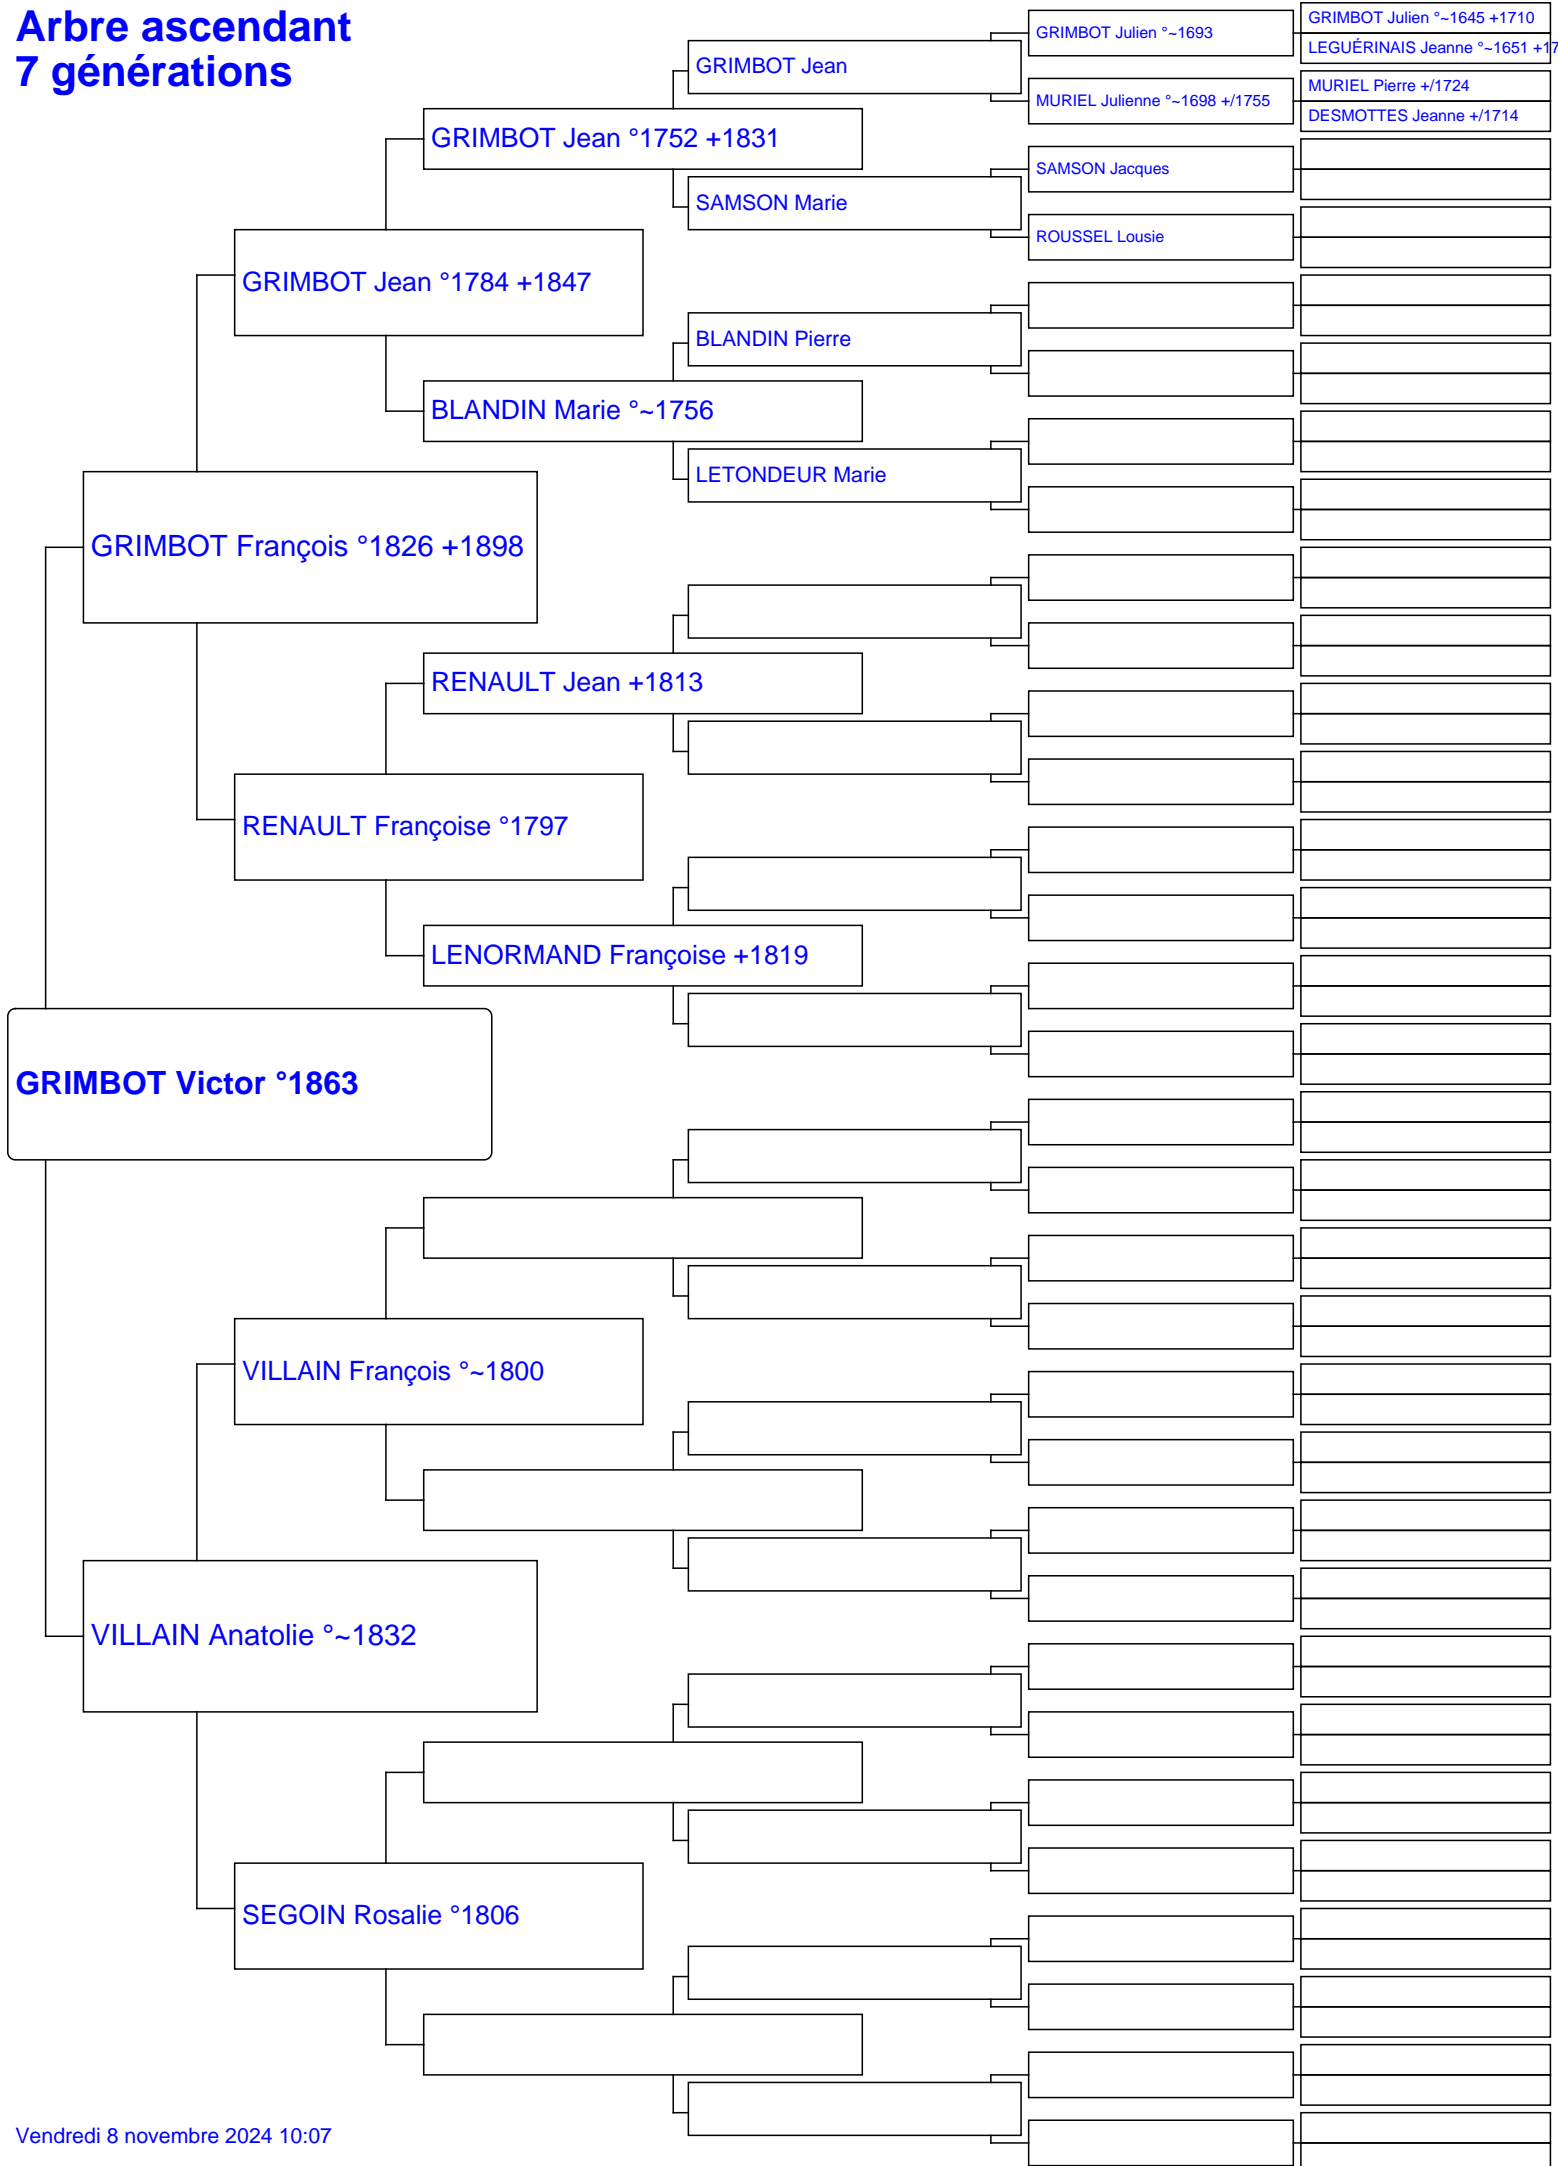 Arbre ascendant
7 générations
GRIMBOT Julien °~1645 +1710
GRIMBOT Julien °~1693
LEGUÉRINAIS Jeanne °~1651 +17
GRIMBOT Jean
MURIEL Pierre +/1724
MURIEL Julienne °~1698 +/1755
DESMOTTES Jeanne +/1714
GRIMBOT Jean °1752 +1831
SAMSON Jacques
SAMSON Marie
ROUSSEL Lousie
GRIMBOT Jean °1784 +1847
BLANDIN Pierre
BLANDIN Marie °~1756
LETONDEUR Marie
GRIMBOT François °1826 +1898
RENAULT Jean +1813
RENAULT Françoise °1797
LENORMAND Françoise +1819
GRIMBOT Victor °1863
VILLAIN François °~1800
VILLAIN Anatolie °~1832
SEGOIN Rosalie °1806
Vendredi 8 novembre 2024 10:07